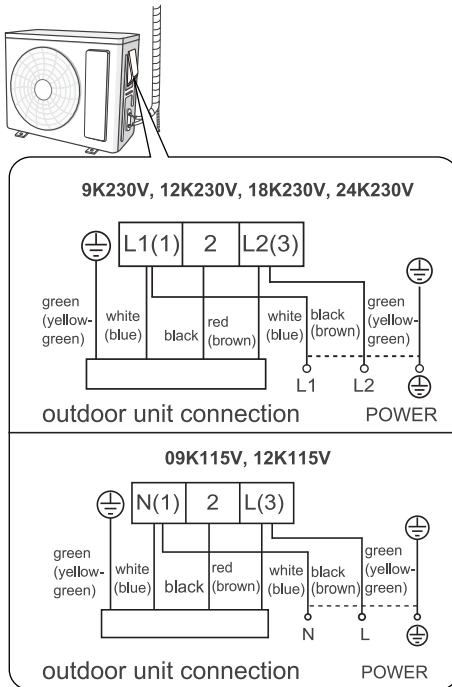 9K230V, 12K230V, 18K230V, 24K230V
L1(1) 2 L2(3)
green
(yellow-
green)
white
(blue)
black
red
(brown)
white
(blue)
black
(brown)
green
(yellow-
green)
L1 L2
outdoor unit connection POWER
09K115V, 12K115V
N(1) 2 L(3)
green
(yellow-
green)
white
(blue)
black
red
(brown)
white
(blue)
black
(brown)
green
(yellow-
green)
N L
outdoor unit connection POWER